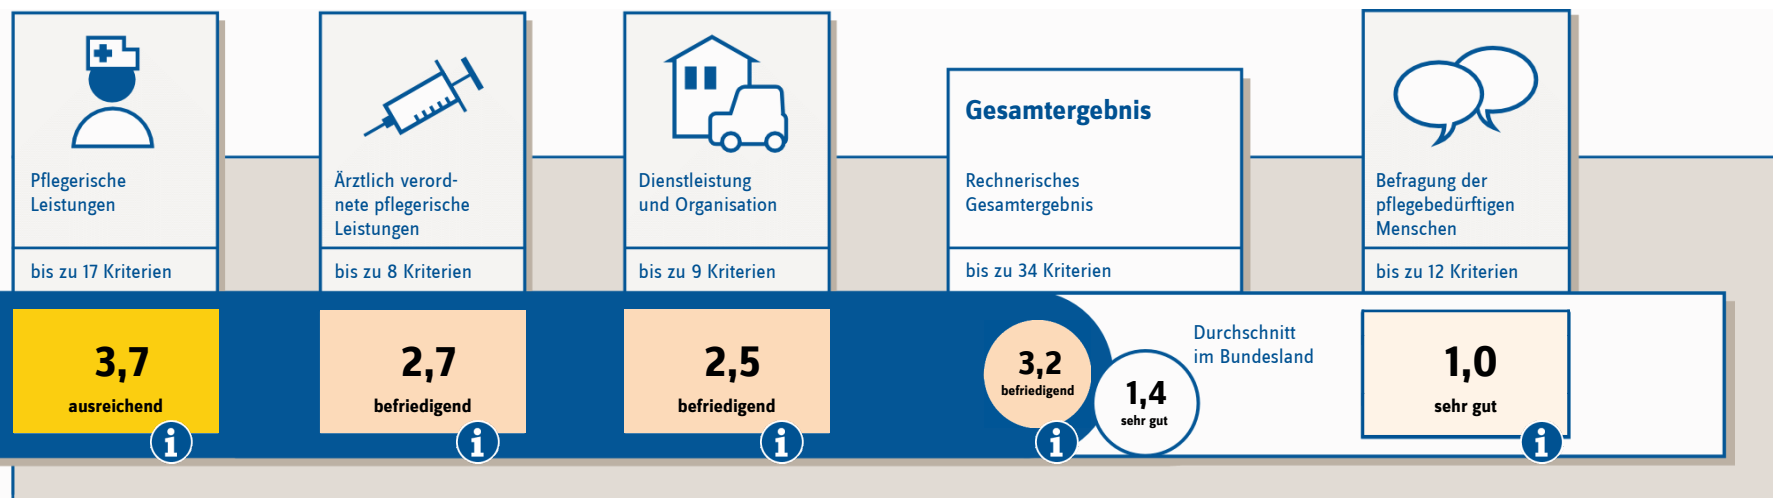 Pflegerische
Leistungen
bis zu 17 Kriterien
3,7
ausreichend
i
Ärztlich verord-
nete pflegerische
Leistungen
bis zu 8 Kriterien
2,7
befriedigend
i
Dienstleistung
und Organisation
bis zu 9 Kriterien
2,5
befriedigend
i
Gesamtergebnis
Rechnerisches
Gesamtergebnis
bis zu 34 Kriterien
3,2
befriedigend
i
1,4
sehr gut
Durchschnitt
im Bundesland
Befragung der
pflegebedürftigen
Menschen
bis zu 12 Kriterien
1,0
sehr gut
i